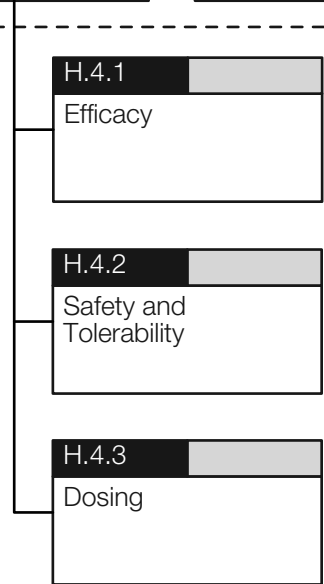 H.4.1
Efficacy
H.4.2
Safety and
Tolerability
H.4.3
Dosing